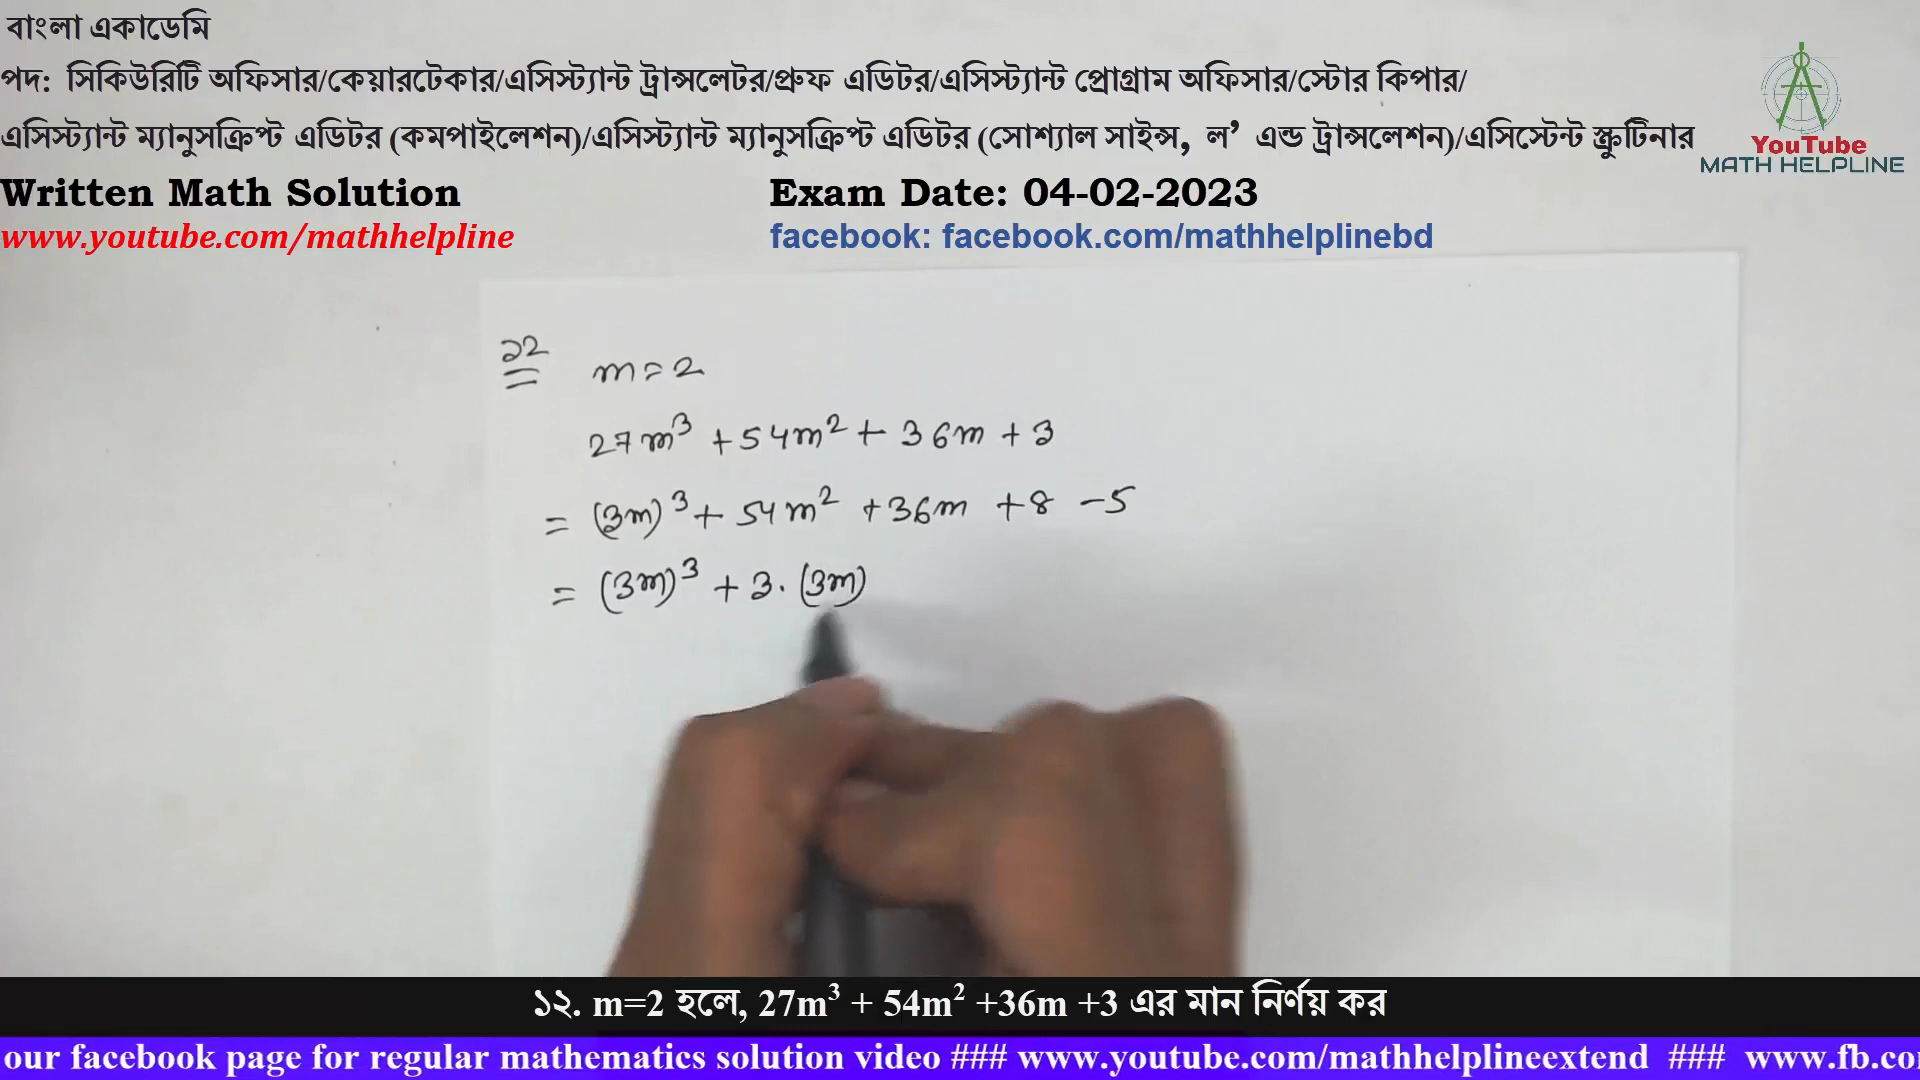 বাংলা একাডেমি
পদ: সিকিউরিটি অফিসার/কেয়ারটেকার/এসিস্ট্যান্ট ট্রান্সলেটর/প্রুফ এডিটর/এসিস্ট্যান্ট প্রোগ্রাম অফিসার/স্টোর কিপার/
এসিস্ট্যান্ট ম্যানুসক্রিপ্ট এডিটর (কমপাইলেশন)/এসিস্ট্যান্ট ম্যানুসক্রিপ্ট এডিটর (সোশ্যাল সাইন্স, ল’ এন্ড ট্রান্সলেশন)/এসিস্টেন্ট স্ক্রুটিনার
YouTube
MATH HELPLINE
Written Math Solution Exam Date: 04-02-2023
www.youtube.com/mathhelpline facebook: facebook.com/mathhelplinebd
১২ m = 2
27m³ + 54m² + 36m + 3
= (3m)³ + 54m² + 36m + 8 - 5
= (3m)³ + 3. (3m)
১২. m=2 হলে, 27m³ + 54m² +36m +3 এর মান নির্ণয় কর
our facebook page for regular mathematics solution video ### www.youtube.com/mathhelplineextend ### www.fb.co